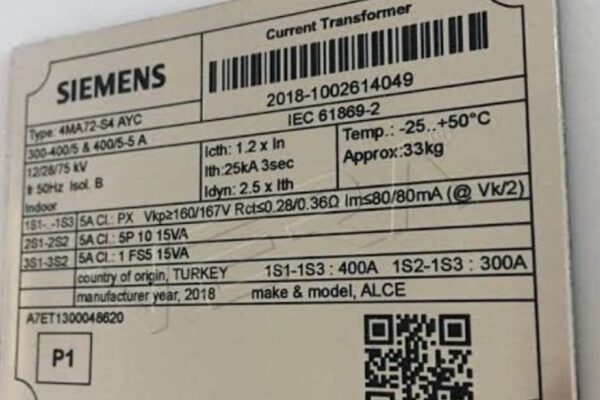 Current Transformer
SIEMENS
2018-1002614049
Type: 4MA72-S4 AYC
IEC 61869-2
300-400/5 & 400/5-5 A
12/28/75 kV
fr 50Hz Isol. B
Indoor
Icth: 1.2 x In
Ith:25kA 3sec
Idyn: 2.5 x Ith
Temp.: -25..+50°C
Approx:33kg
1S1-..-1S3 5A Cl.: PX Vkp≥160/167V Rct≤0.28/0.36Ω Im≤80/80mA (@ Vk/2)
2S1-2S2 5A Cl.: 5P 10 15VA
3S1-3S2 5A Cl.: 1 FS5 15VA
country of origin, TURKEY 1S1-1S3 : 400A 1S2-1S3 : 300A
manufacturer year, 2018 make & model, ALCE
A7ET1300048620
P1